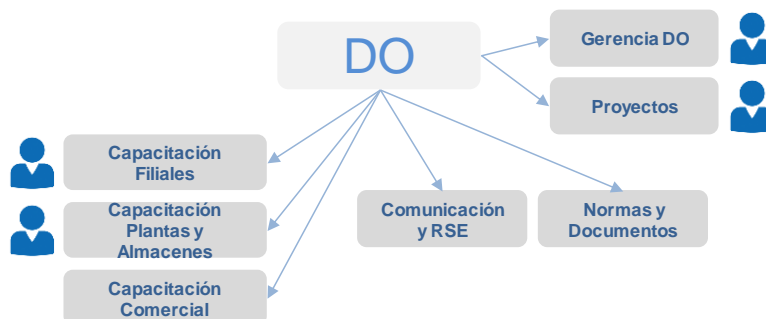 DO
Gerencia DO
Proyectos
Capacitación
Filiales
Capacitación
Plantas y
Almacenes
Capacitación
Comercial
Comunicación
y RSE
Normas y
Documentos